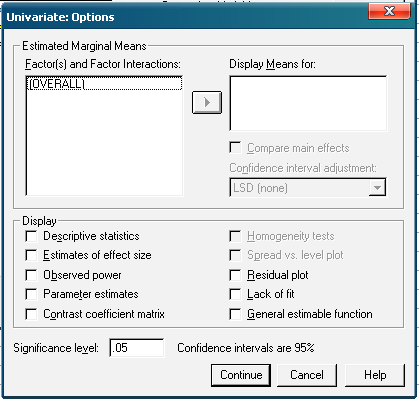 Univariate: Options
Estimated Marginal Means
Factor(s) and Factor Interactions:
(OVERALL)
Display Means for:
Compare main effects
Confidence interval adjustment:
LSD (none)
Display
Descriptive statistics
Estimates of effect size
Observed power
Parameter estimates
Contrast coefficient matrix
Homogeneity tests
Spread vs. level plot
Residual plot
Lack of fit
General estimable function
Significance level: .05 Confidence intervals are 95%
Continue Cancel Help